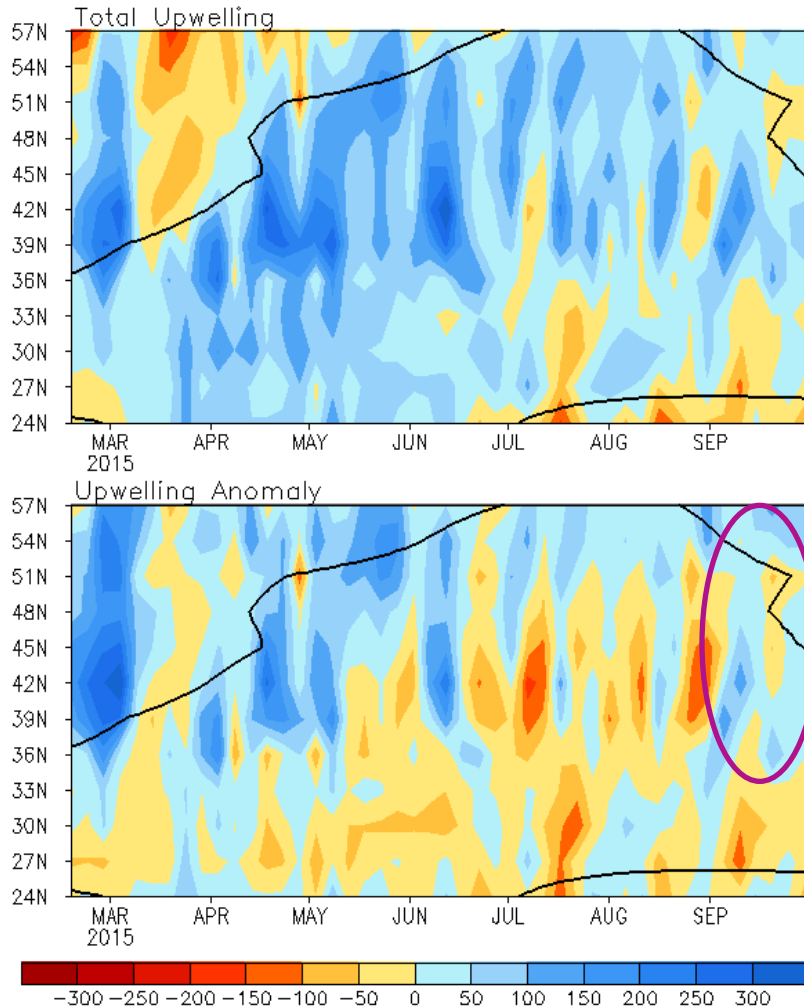 Total Upwelling
57N
54N
51N
48N
45N
42N
39N
36N
33N
30N
27N
24N
MAR APR MAY JUN JUL AUG SEP
2015
Upwelling Anomaly
57N
54N
51N
48N
45N
42N
39N
36N
33N
30N
27N
24N
MAR APR MAY JUN JUL AUG SEP
2015
-300 -250 -200 -150 -100 -50 0 50 100 150 200 250 300